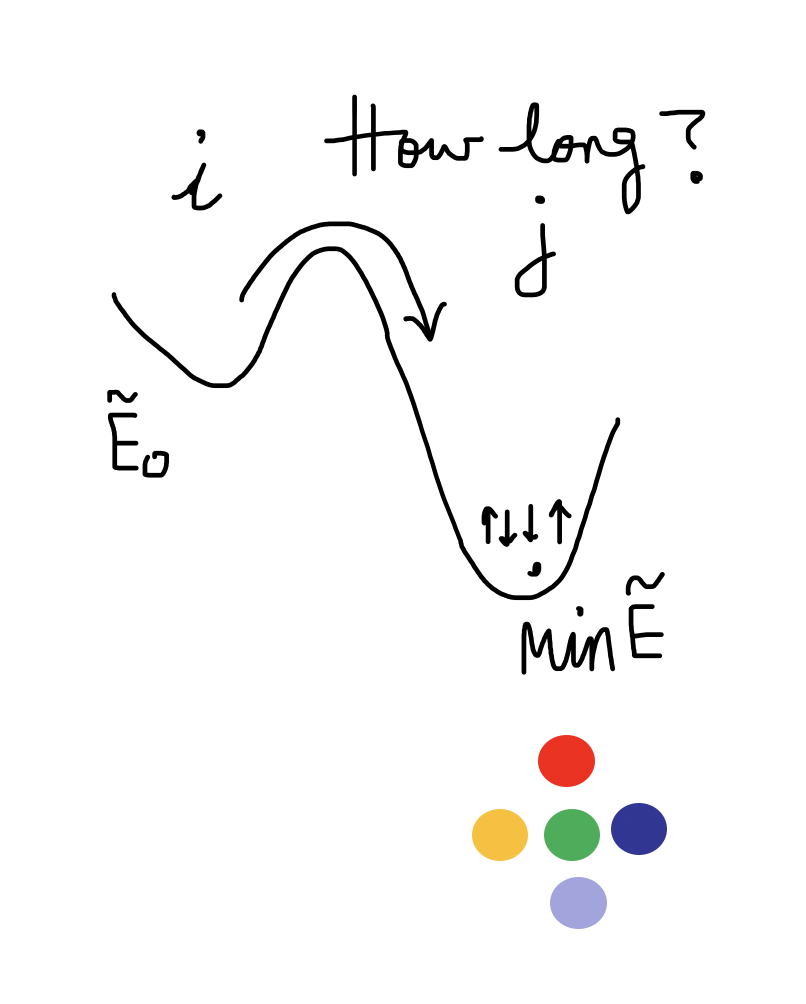 i How long?
j
Ẽ₀
↑↓↓↑
min Ẽ